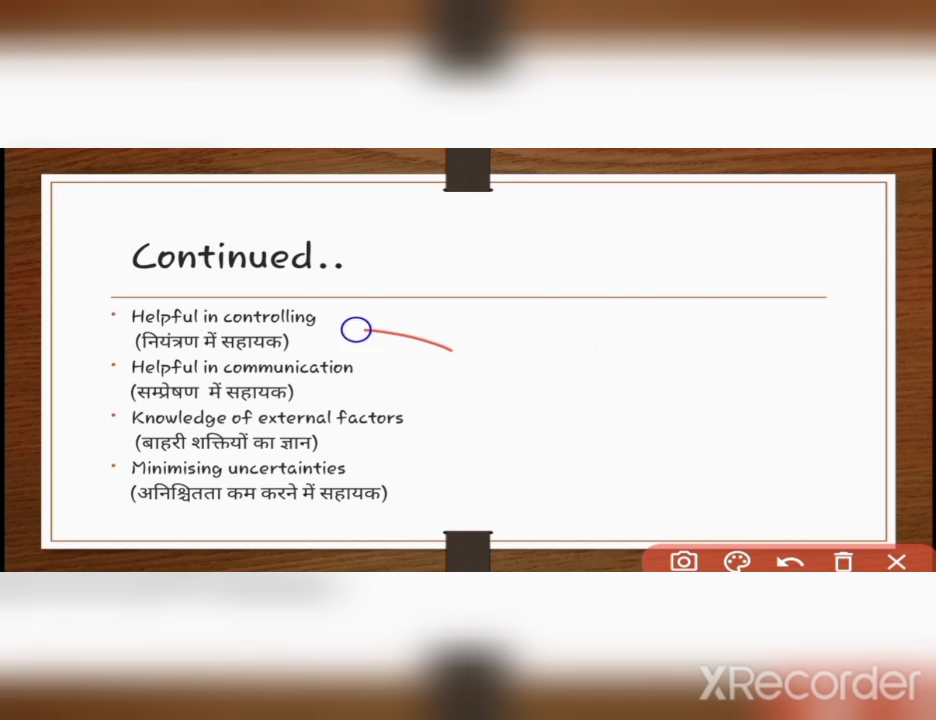 Continued..
• Helpful in controlling
(नियंत्रण में सहायक)
• Helpful in communication
(सम्प्रेषण में सहायक)
• Knowledge of external factors
(बाहरी शक्तियों का ज्ञान)
• Minimising uncertainties
(अनिश्चितता कम करने में सहायक)
XRecorder